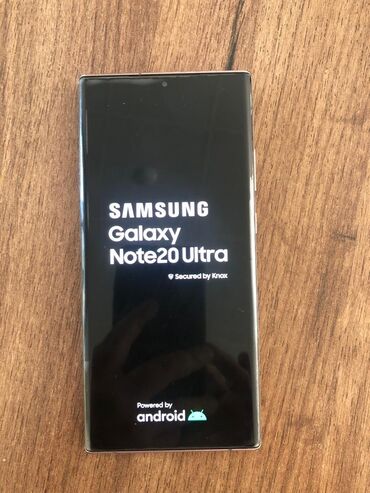 SAMSUNG
Galaxy
Note20 Ultra
Secured by Knox
Powered by
android